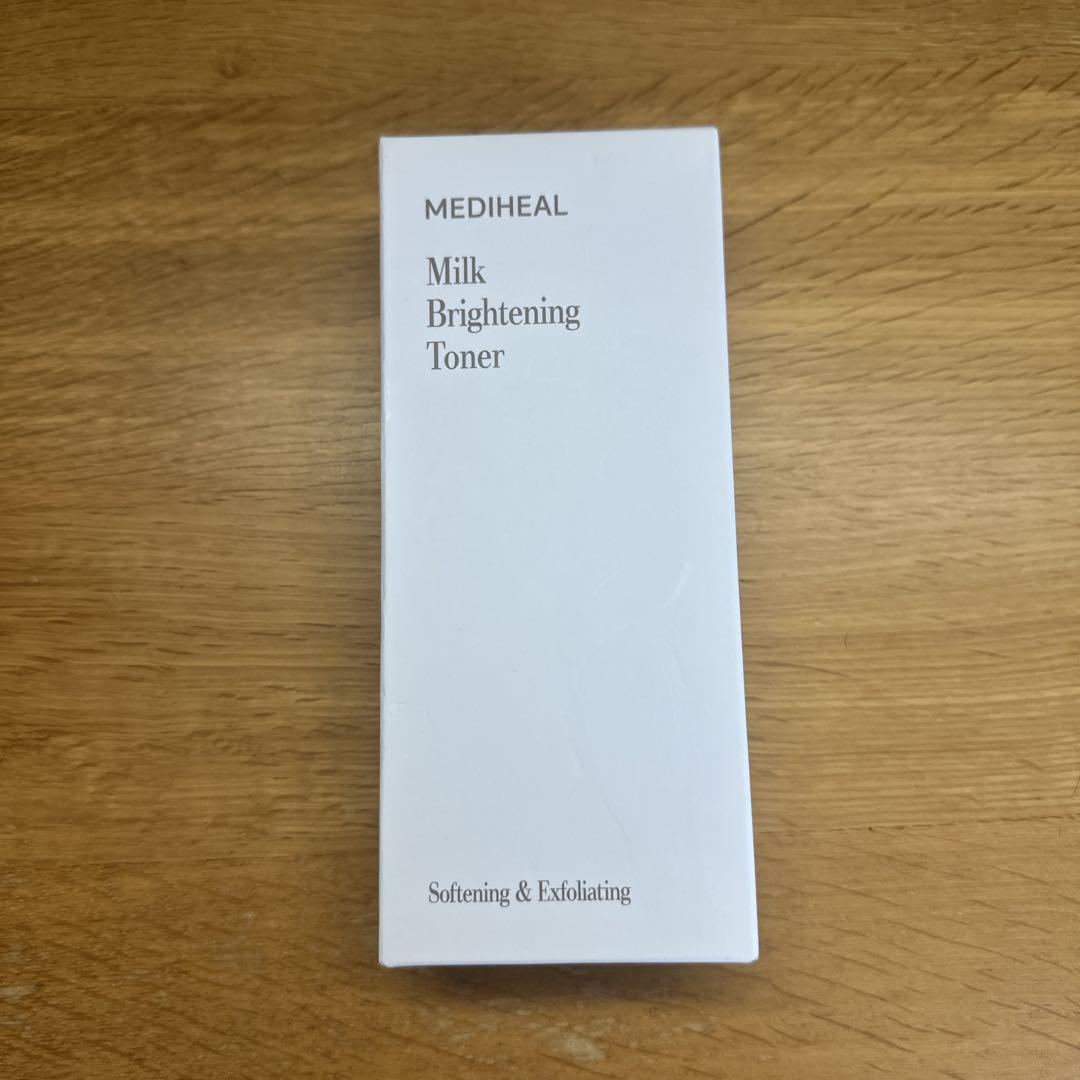 MEDIHEAL
Milk
Brightening
Toner
Softening & Exfoliating